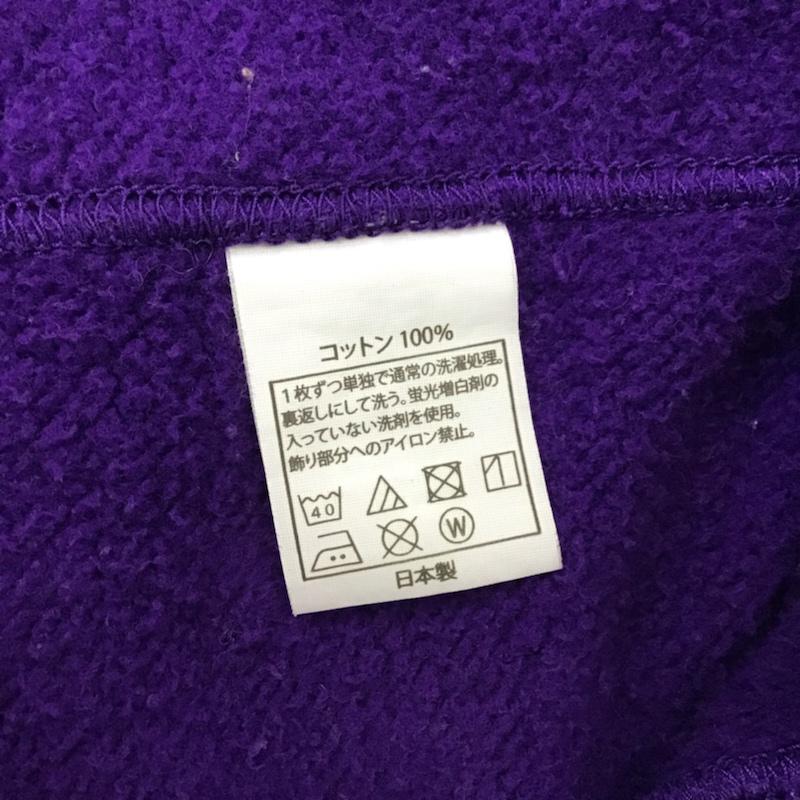 コットン 100%
1枚ずつ単独で通常の洗濯処理。
裏返しにして洗う。蛍光増白剤の
入っていない洗剤を使用。
飾り部分へのアイロン禁止。
40
W
日本製